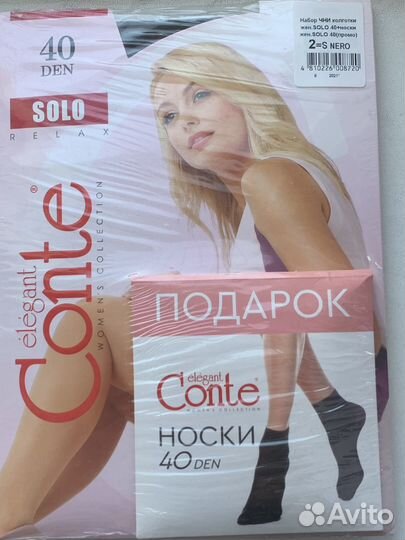 40
DEN
SOLO
RELAX
Набор ЧНИ колготки
жен.SOLO 40+носки
жен.SOLO 40(промо)
2=S NERO
4 810226 008720
élégant
Conte®
WOMEN'S COLLECTION
ПОДАРОК
élégant
Conte®
WOMEN'S COLLECTION
НОСКИ
40 DEN
Avito